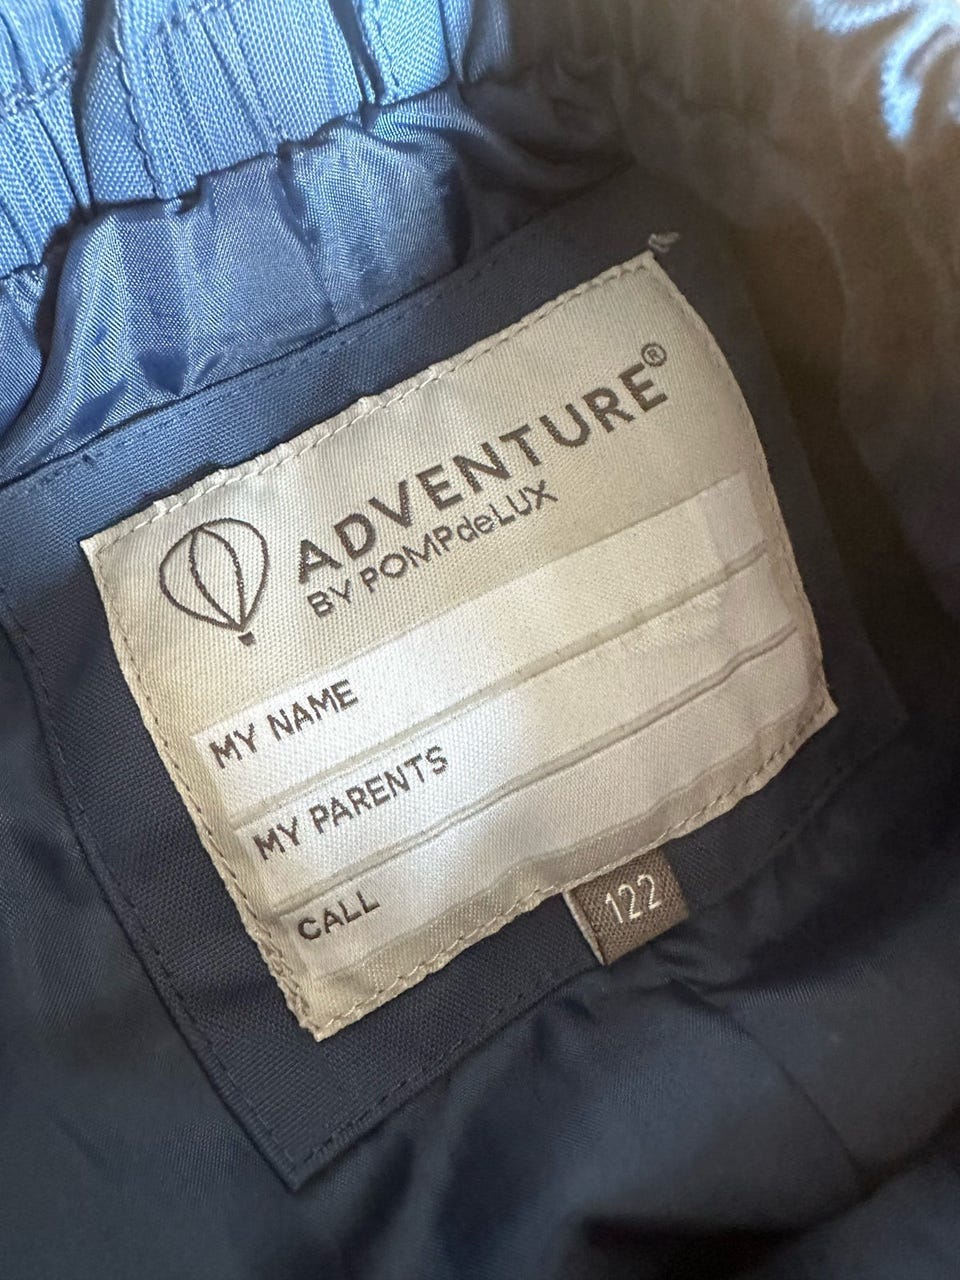 ADVENTURE®
BY POMPdeLUX
MY NAME
MY PARENTS
CALL
122